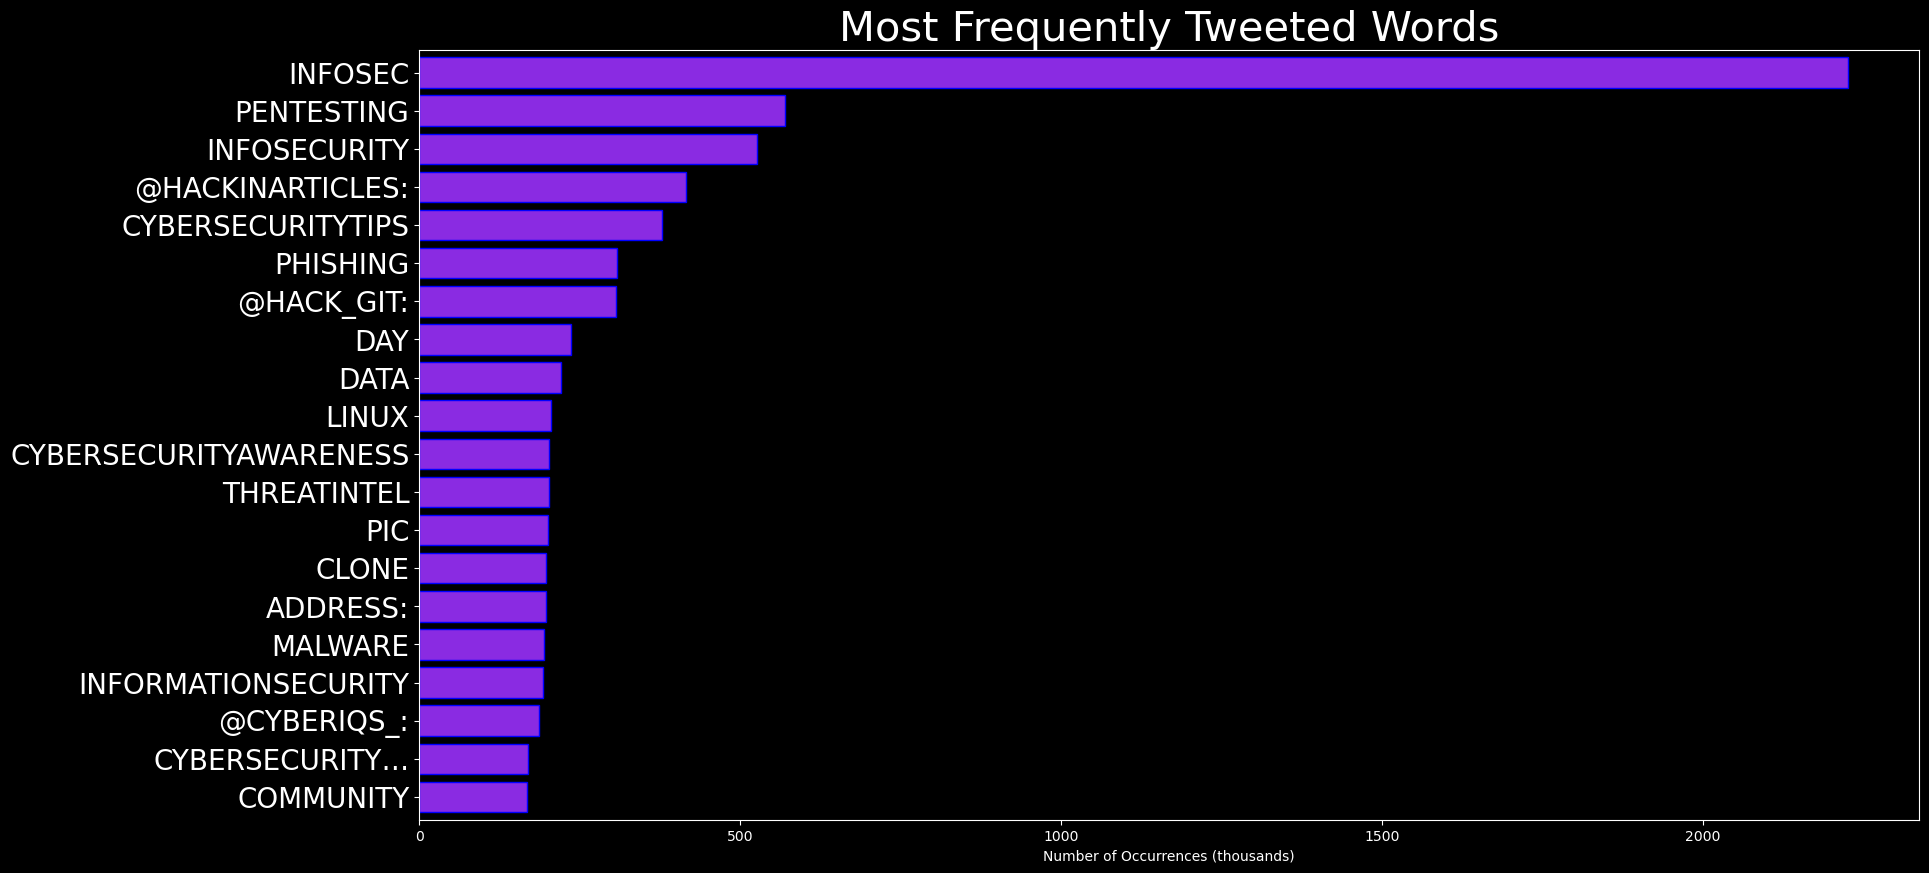 Most Frequently Tweeted Words
INFOSEC
PENTESTING
INFOSECURITY
@HACKINARTICLES:
CYBERSECURITYTIPS
PHISHING
@HACK_GIT:
DAY
DATA
LINUX
CYBERSECURITYAWARENESS
THREATINTEL
PIC
CLONE
ADDRESS:
MALWARE
INFORMATIONSECURITY
@CYBERIQS_:
CYBERSECURITY…
COMMUNITY
0 500 1000 1500 2000
Number of Occurrences (thousands)